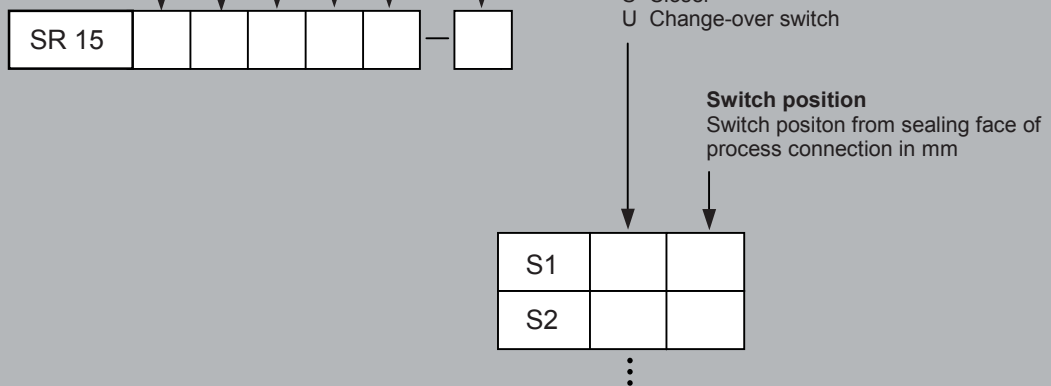 U Change-over switch
SR 15
Switch position
Switch positon from sealing face of
process connection in mm
S1
S2